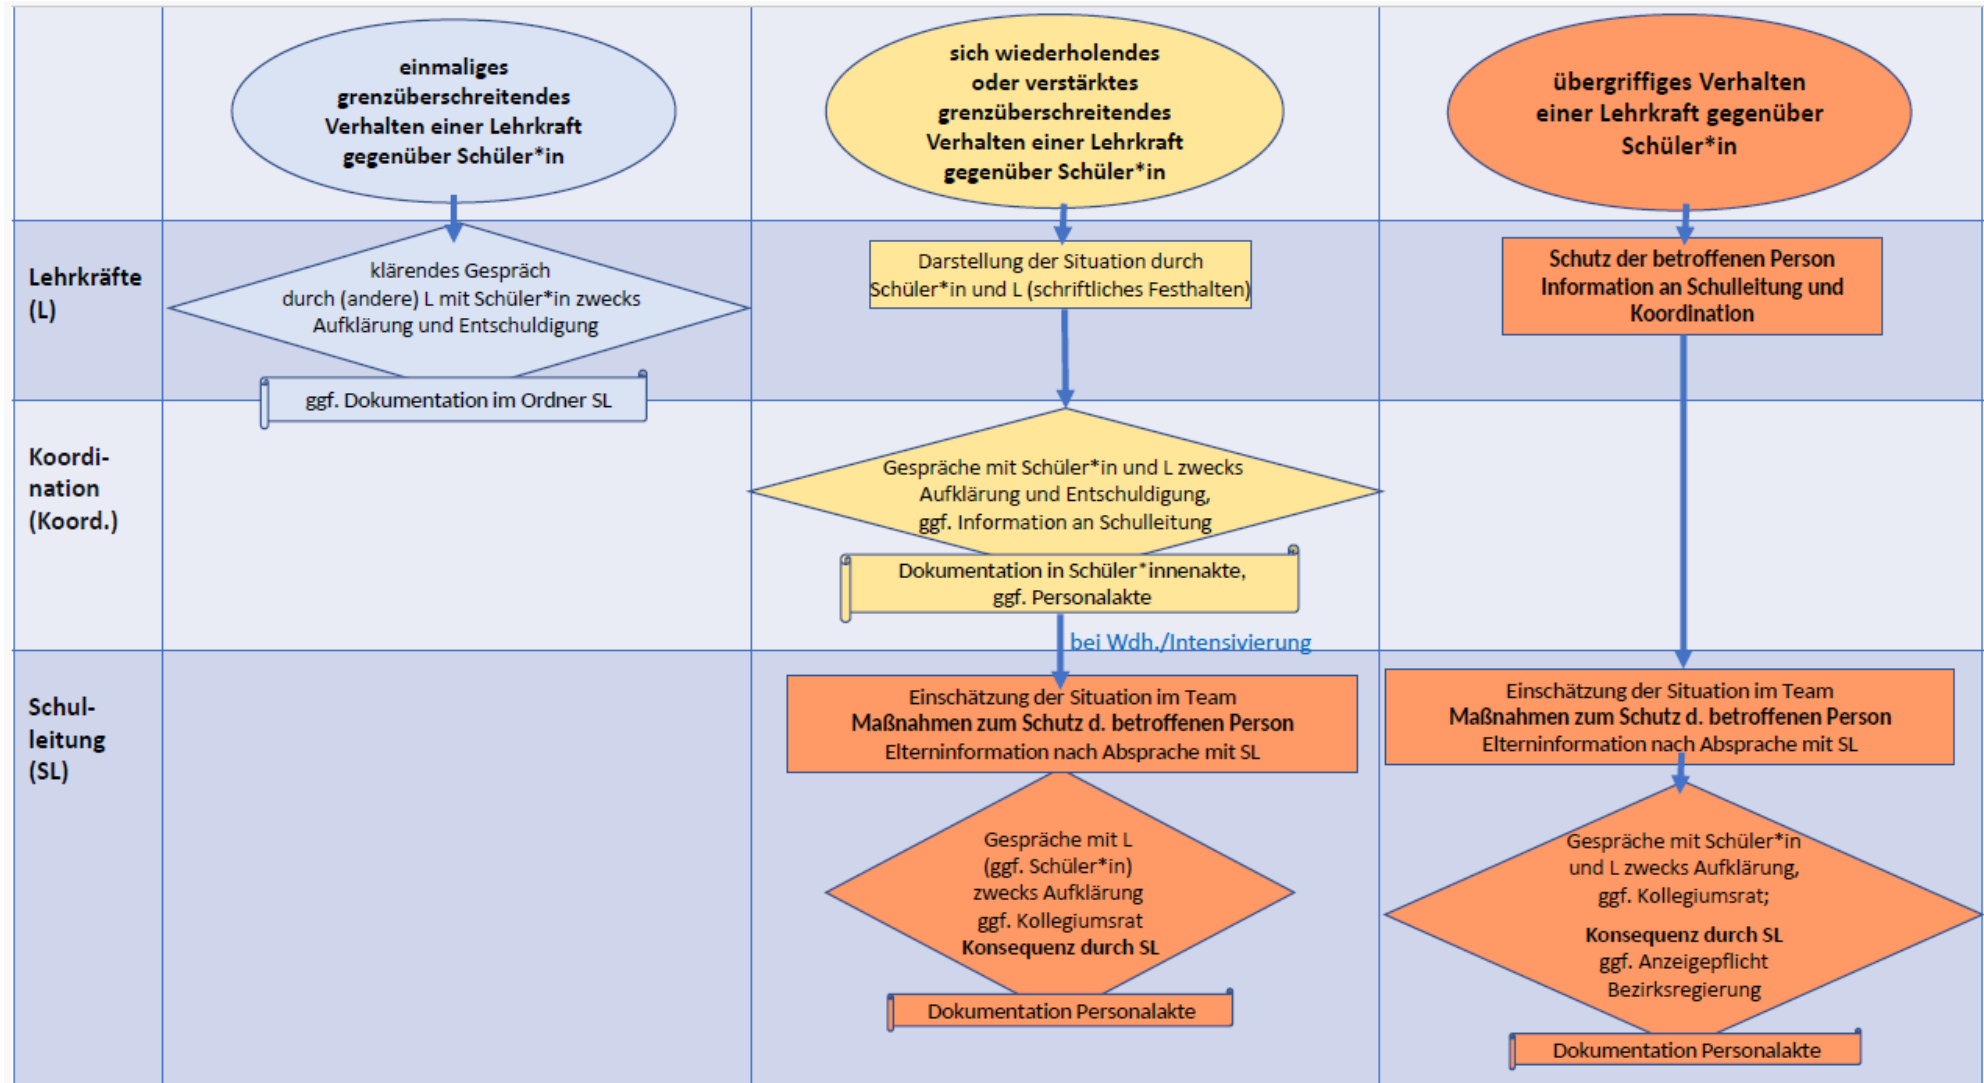 einmaliges
grenzüberschreitendes
Verhalten einer Lehrkraft
gegenüber Schüler*in
sich wiederholendes
oder verstärktes
grenzüberschreitendes
Verhalten einer Lehrkraft
gegenüber Schüler*in
übergriffiges Verhalten
einer Lehrkraft gegenüber
Schüler*in
Lehrkräfte
(L)
klärendes Gespräch
durch (andere) L mit Schüler*in zwecks
Aufklärung und Entschuldigung
ggf. Dokumentation im Ordner SL
Darstellung der Situation durch
Schüler*in und L (schriftliches Festhalten)
Schutz der betroffenen Person
Information an Schulleitung und
Koordination
Koordi-
nation
(Koord.)
Gespräche mit Schüler*in und L zwecks
Aufklärung und Entschuldigung,
ggf. Information an Schulleitung
Dokumentation in Schüler*innenakte,
ggf. Personalakte
bei Wdh./Intensivierung
Schul-
leitung
(SL)
Einschätzung der Situation im Team
Maßnahmen zum Schutz d. betroffenen Person
Elterninformation nach Absprache mit SL
Gespräche mit L
(ggf. Schüler*in)
zwecks Aufklärung
ggf. Kollegiumsrat
Konsequenz durch SL
Dokumentation Personalakte
Einschätzung der Situation im Team
Maßnahmen zum Schutz d. betroffenen Person
Elterninformation nach Absprache mit SL
Gespräche mit Schüler*in
und L zwecks Aufklärung,
ggf. Kollegiumsrat;
Konsequenz durch SL
ggf. Anzeigepflicht
Bezirksregierung
Dokumentation Personalakte